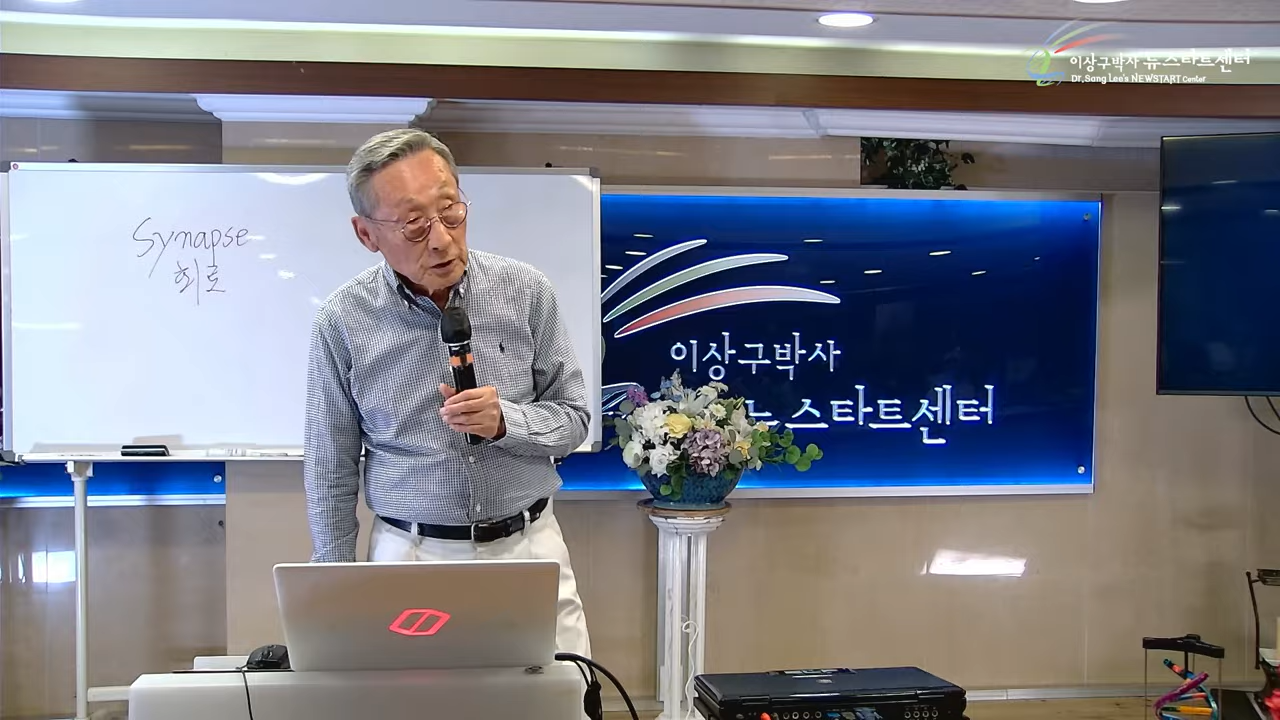 이상구박사 뉴스타트센터
Dr. Sang Lee's NEWSTART Center
Synapse
회로
이상구박사
뉴스타트센터